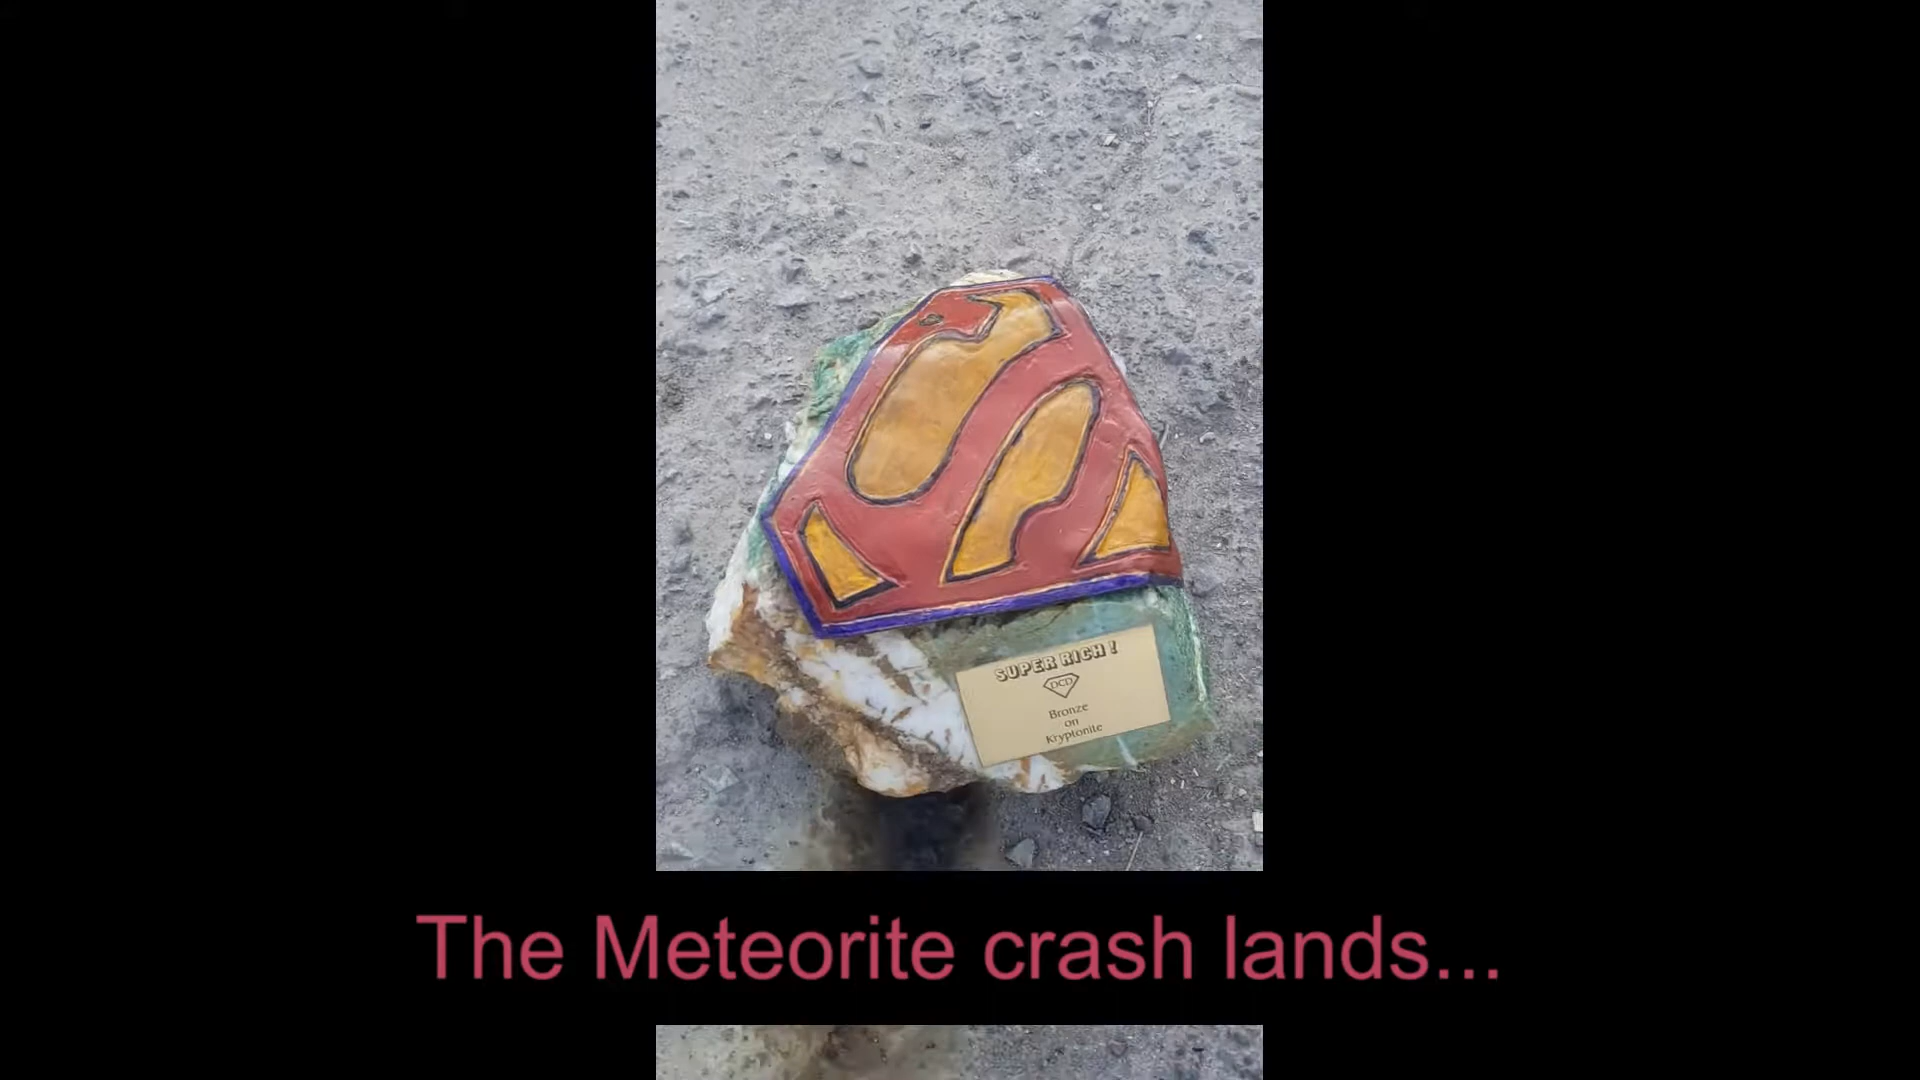 SUPER RICH !
DCD
Bronze
on
Kryptonite
The Meteorite crash lands...